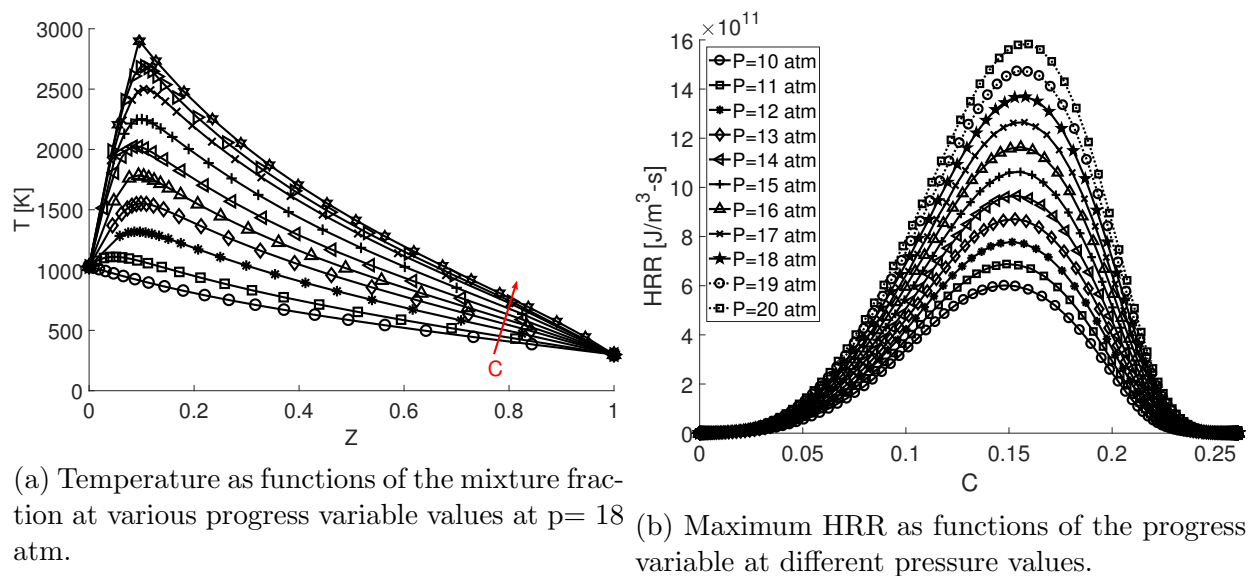 3000
2500
2000
1500
1000
500
0
T [K]
0
0.2
0.4
0.6
0.8
1
Z
C
(a) Temperature as functions of the mixture frac-
tion at various progress variable values at p= 18
atm.
×10^11
16
14
12
10
8
6
4
2
0
HRR [J/m^3-s]
P=10 atm
P=11 atm
P=12 atm
P=13 atm
P=14 atm
P=15 atm
P=16 atm
P=17 atm
P=18 atm
P=19 atm
P=20 atm
0
0.05
0.1
0.15
0.2
0.25
C
(b) Maximum HRR as functions of the progress
variable at different pressure values.